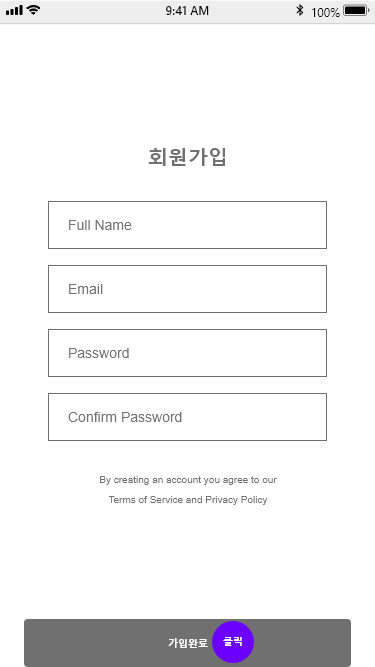 9:41 AM 100%
회원가입
Full Name
Email
Password
Confirm Password
By creating an account you agree to our
Terms of Service and Privacy Policy
가입완료 클릭